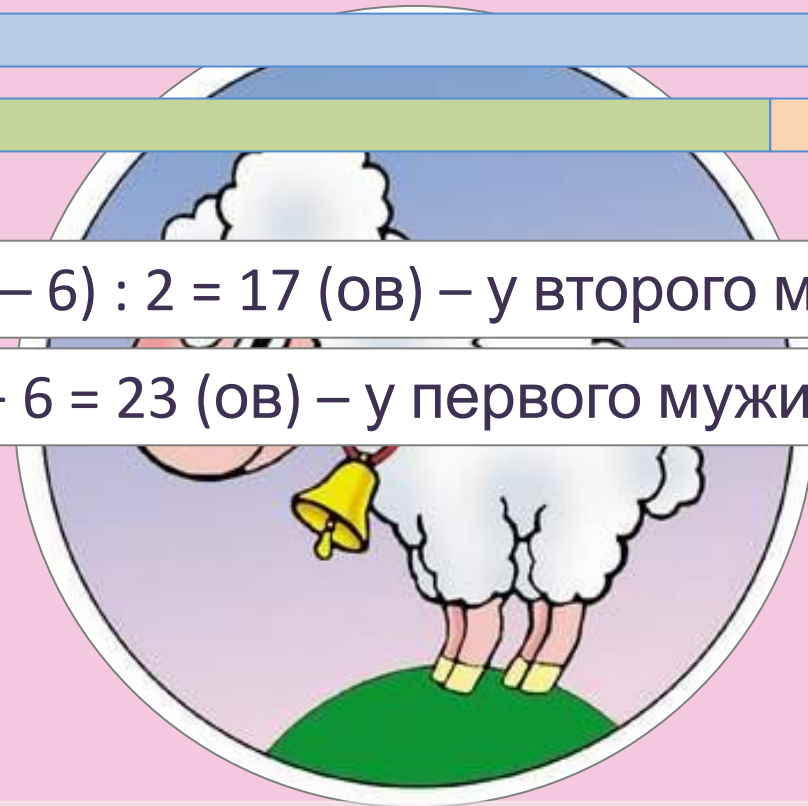 – 6) : 2 = 17 (ов) – у второго м
6 = 23 (ов) – у первого мужи